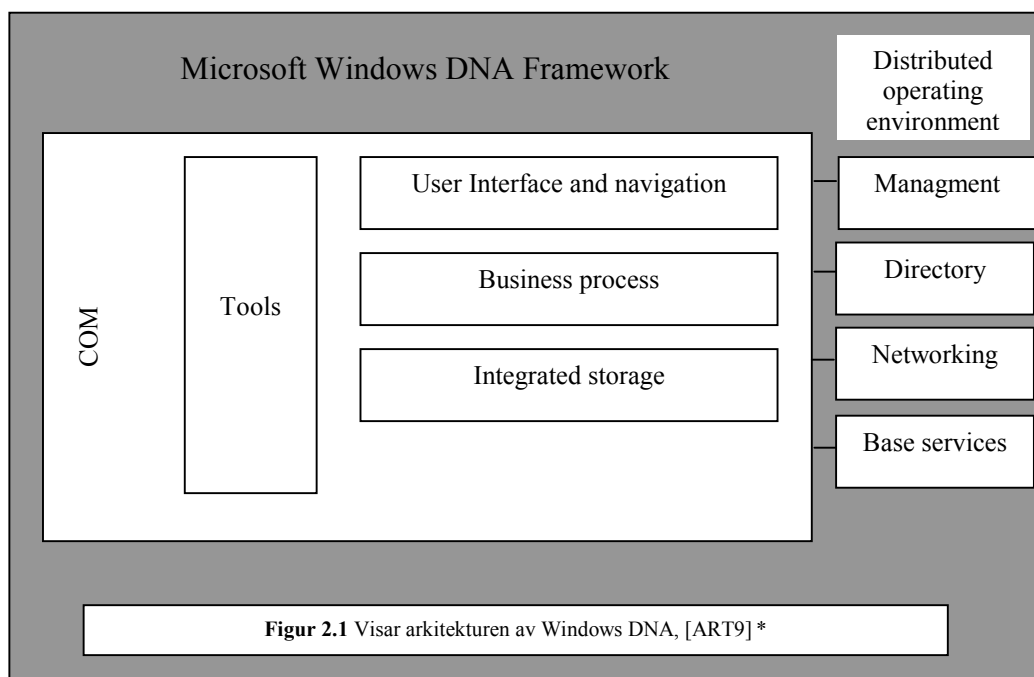 Microsoft Windows DNA Framework
Distributed
operating
environment
COM
Tools
User Interface and navigation
Business process
Integrated storage
Managment
Directory
Networking
Base services
Figur 2.1 Visar arkitekturen av Windows DNA, [ART9] *